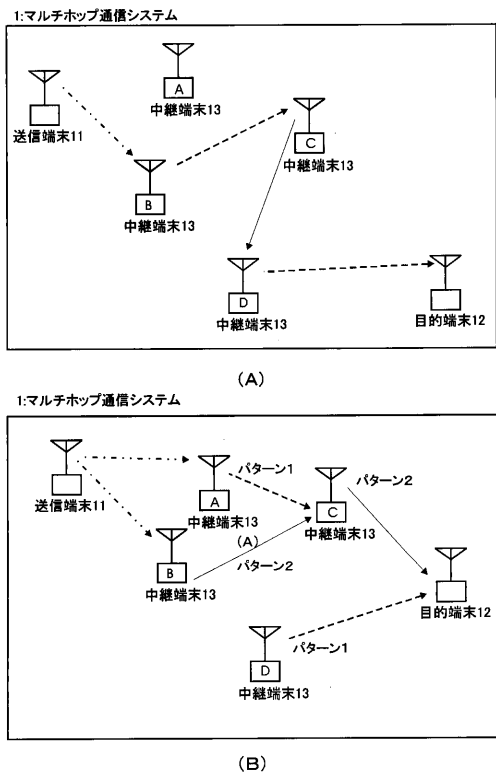 1:マルチホップ通信システム
A
中継端末13
送信端末11
C
中継端末13
B
中継端末13
D
中継端末13
目的端末12
(A)
1:マルチホップ通信システム
送信端末11
パターン1
パターン2
A
中継端末13
C
中継端末13
(A)
B
中継端末13
パターン2
目的端末12
パターン1
D
中継端末13
(B)